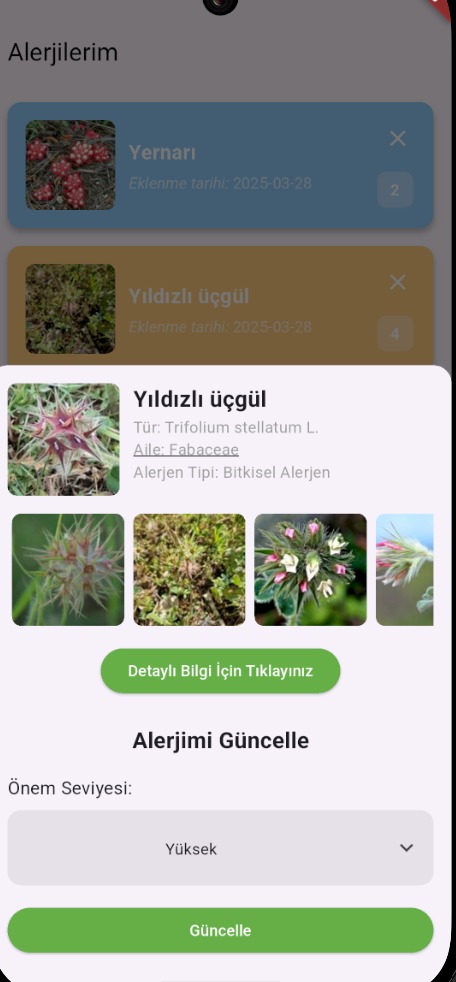 Alerjilerim
Yernarı
Eklenme tarihi: 2025-03-28
2
Yıldızlı üçgül
Eklenme tarihi: 2025-03-28
4
Yıldızlı üçgül
Tür: Trifolium stellatum L.
Aile: Fabaceae
Alerjen Tipi: Bitkisel Alerjen
Detaylı Bilgi İçin Tıklayınız
Alerjimi Güncelle
Önem Seviyesi:
Yüksek
Güncelle